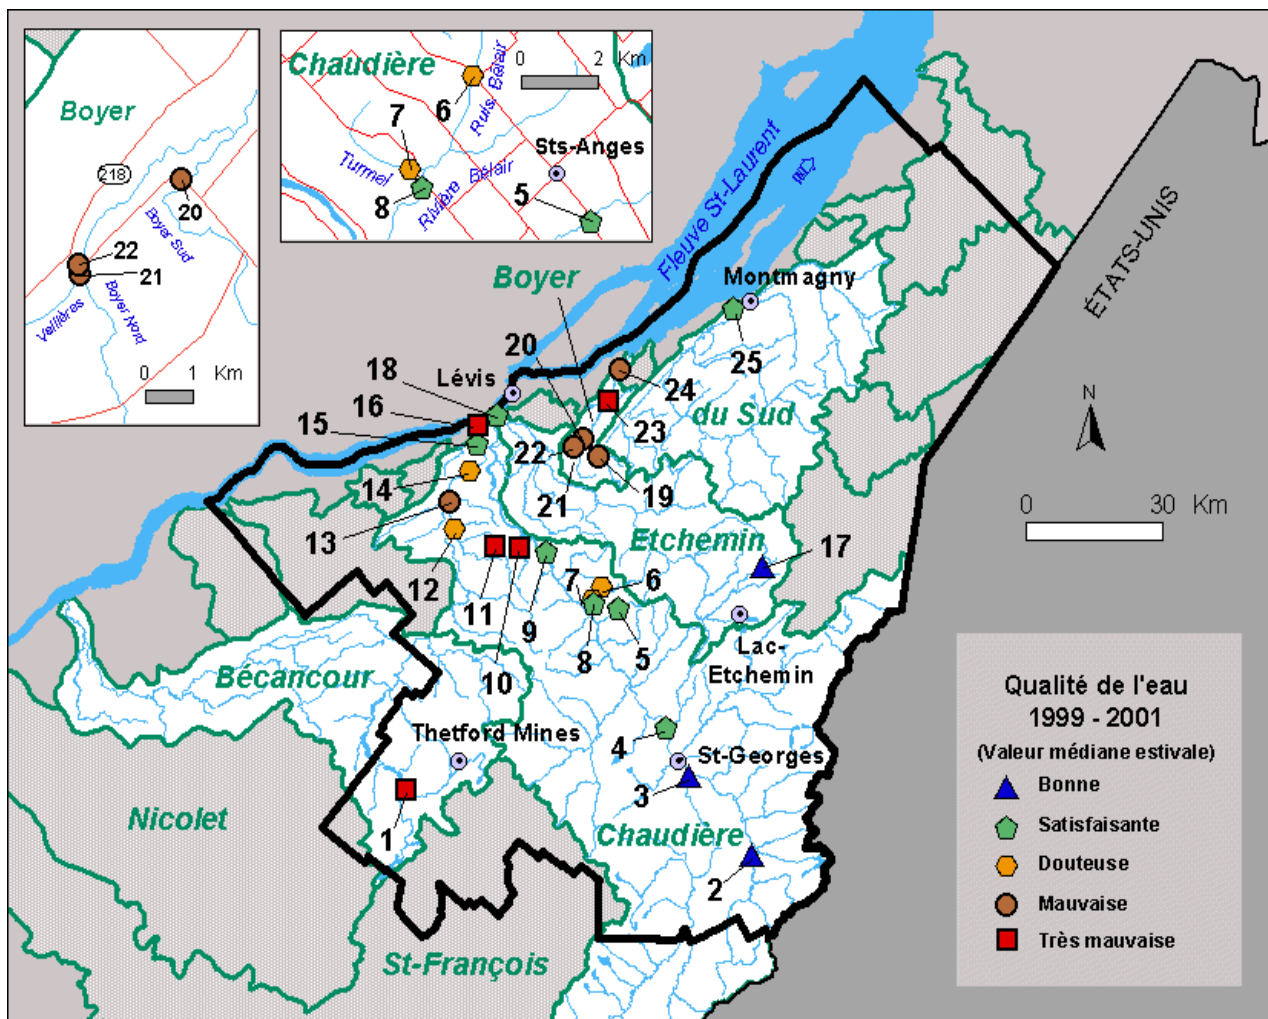 Boyer
218
20
Boyer Sud
22
21
Boyer Nord
0 1 Km
Chaudière
0 2 Km
6
Ruis. Bélair
7
Turmel
8
Rivière Bélair
Sts-Anges
5
Fleuve St-Laurent
ÉTATS-UNIS
Boyer
Montmagny
25
20
24
18
Lévis
16
15
23
du Sud
N
22
14
21
19
0 30 Km
13
Etchemin
17
12
7
6
11
9
8
5
10
Lac-
Etchemin
Bécancour
Thetford Mines
4
St-Georges
3
Nicolet
1
Chaudière
2
St-François
Qualité de l'eau
1999 - 2001
(Valeur médiane estivale)
Bonne
Satisfaisante
Douteuse
Mauvaise
Très mauvaise